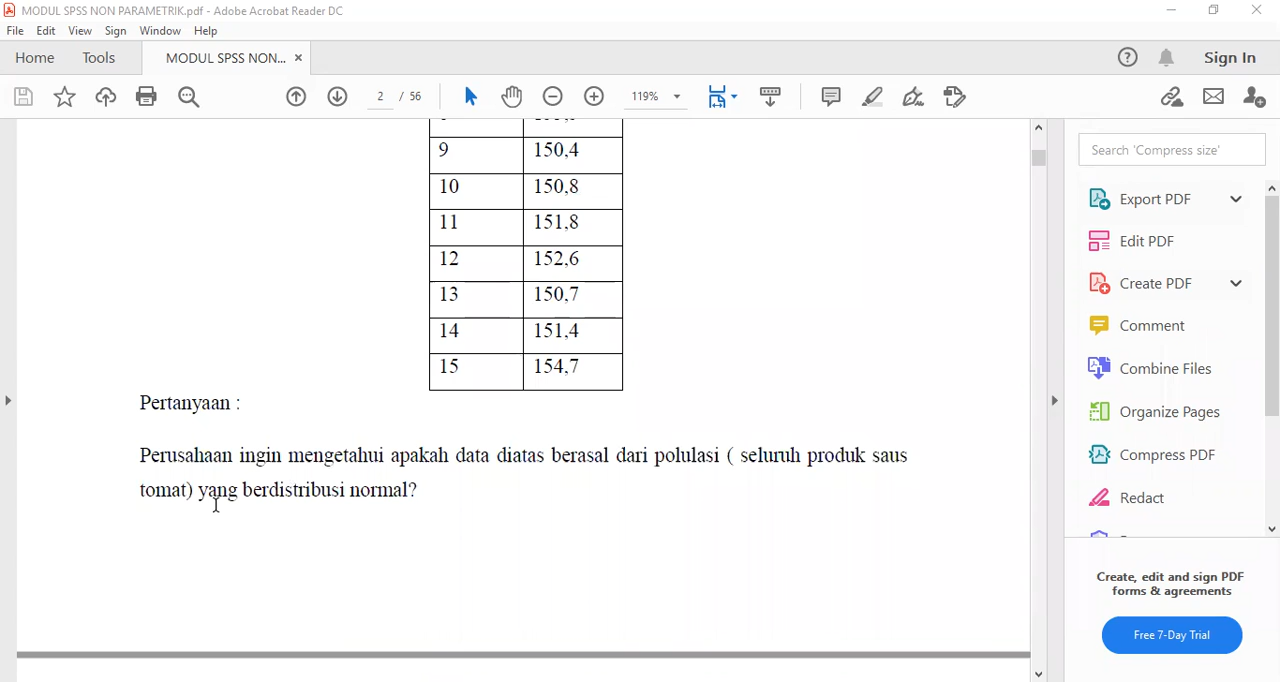 MODUL SPSS NON PARAMETRIK.pdf - Adobe Acrobat Reader DC
File Edit View Sign Window Help
Home Tools MODUL SPSS NON... × Sign In
2 / 56 119%
9 150,4
10 150,8
11 151,8
12 152,6
13 150,7
14 151,4
15 154,7
Pertanyaan :
Perusahaan ingin mengetahui apakah data diatas berasal dari polulasi ( seluruh produk saus
tomat) yang berdistribusi normal?
Search 'Compress size'
Export PDF
Edit PDF
Create PDF
Comment
Combine Files
Organize Pages
Compress PDF
Redact
Create, edit and sign PDF
forms & agreements
Free 7-Day Trial